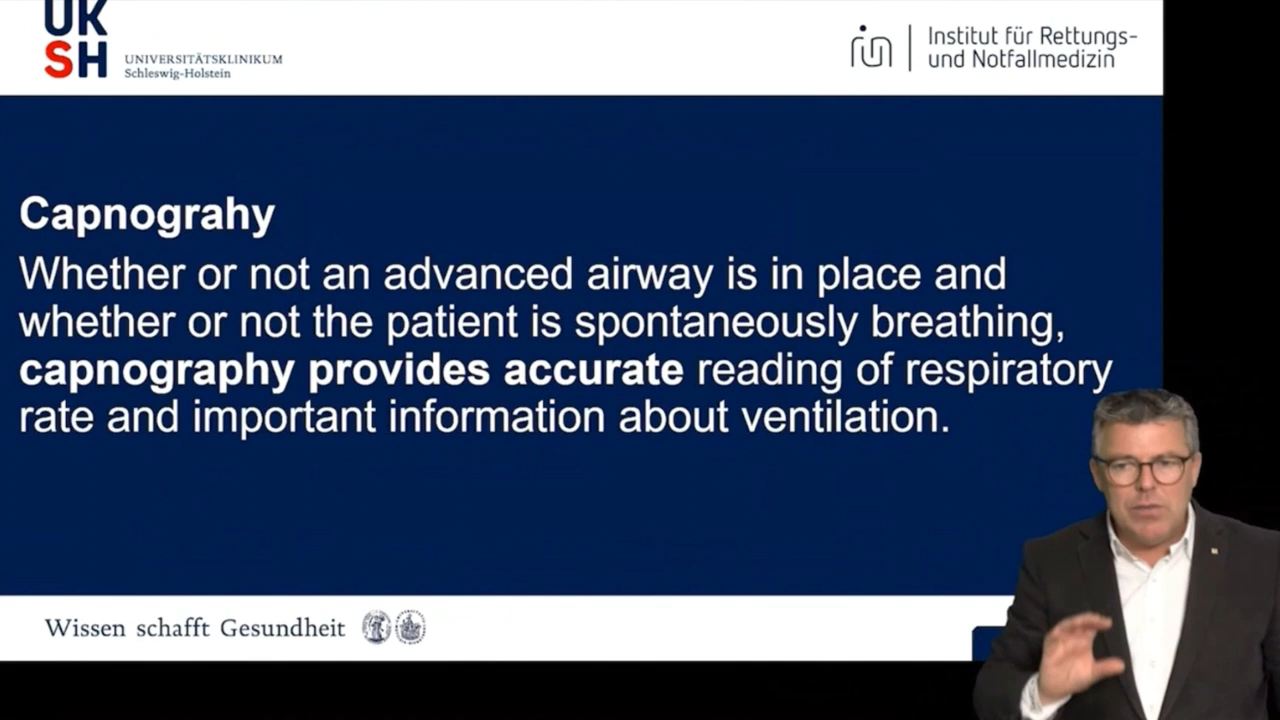 UK
SH
UNIVERSITÄTSKLINIKUM
Schleswig-Holstein
Institut für Rettungs-
und Notfallmedizin
Capnograhy
Whether or not an advanced airway is in place and
whether or not the patient is spontaneously breathing,
capnography provides accurate reading of respiratory
rate and important information about ventilation.
Wissen schafft Gesundheit